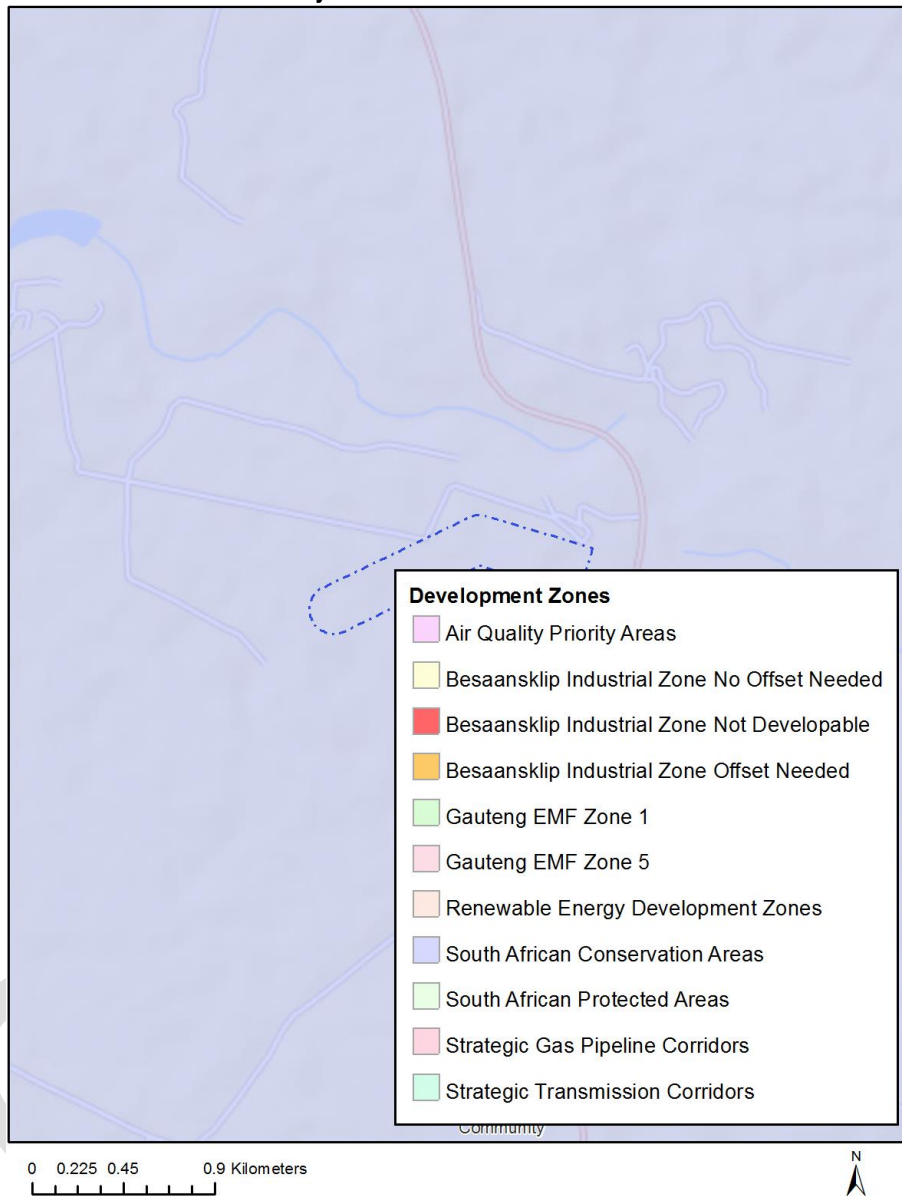 Development Zones
Air Quality Priority Areas
Besaansklip Industrial Zone No Offset Needed
Besaansklip Industrial Zone Not Developable
Besaansklip Industrial Zone Offset Needed
Gauteng EMF Zone 1
Gauteng EMF Zone 5
Renewable Energy Development Zones
South African Conservation Areas
South African Protected Areas
Strategic Gas Pipeline Corridors
Strategic Transmission Corridors
Community
0 0.225 0.45 0.9 Kilometers
N